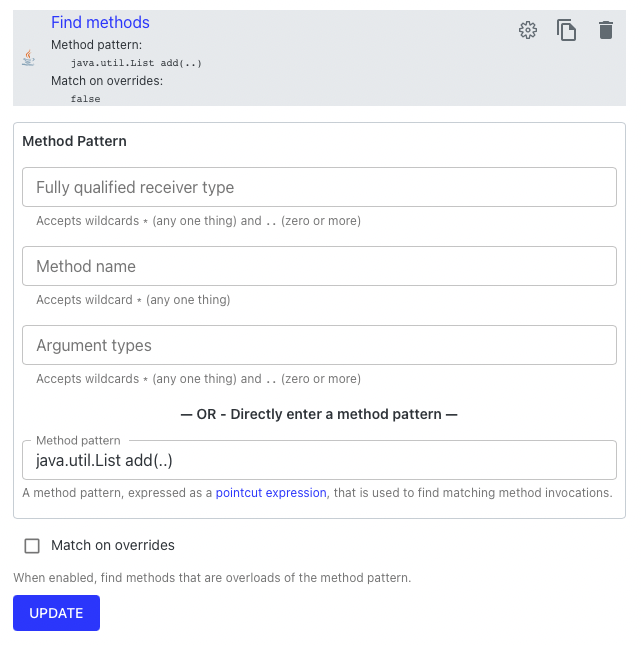 Find methods
Method pattern:
java.util.List add(..)
Match on overrides:
false
Method Pattern
Fully qualified receiver type
Accepts wildcards * (any one thing) and .. (zero or more)
Method name
Accepts wildcard * (any one thing)
Argument types
Accepts wildcards * (any one thing) and .. (zero or more)
— OR - Directly enter a method pattern —
Method pattern
java.util.List add(..)
A method pattern, expressed as a pointcut expression, that is used to find matching method invocations.
Match on overrides
When enabled, find methods that are overloads of the method pattern.
UPDATE